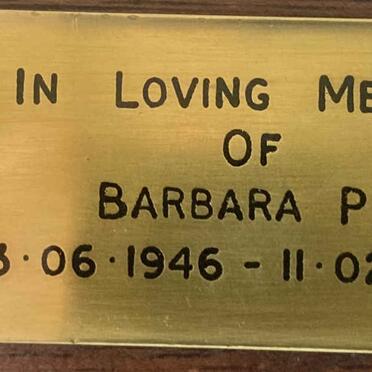 IN LOVING ME
OF
BARBARA P
3·06·1946 - 11·02